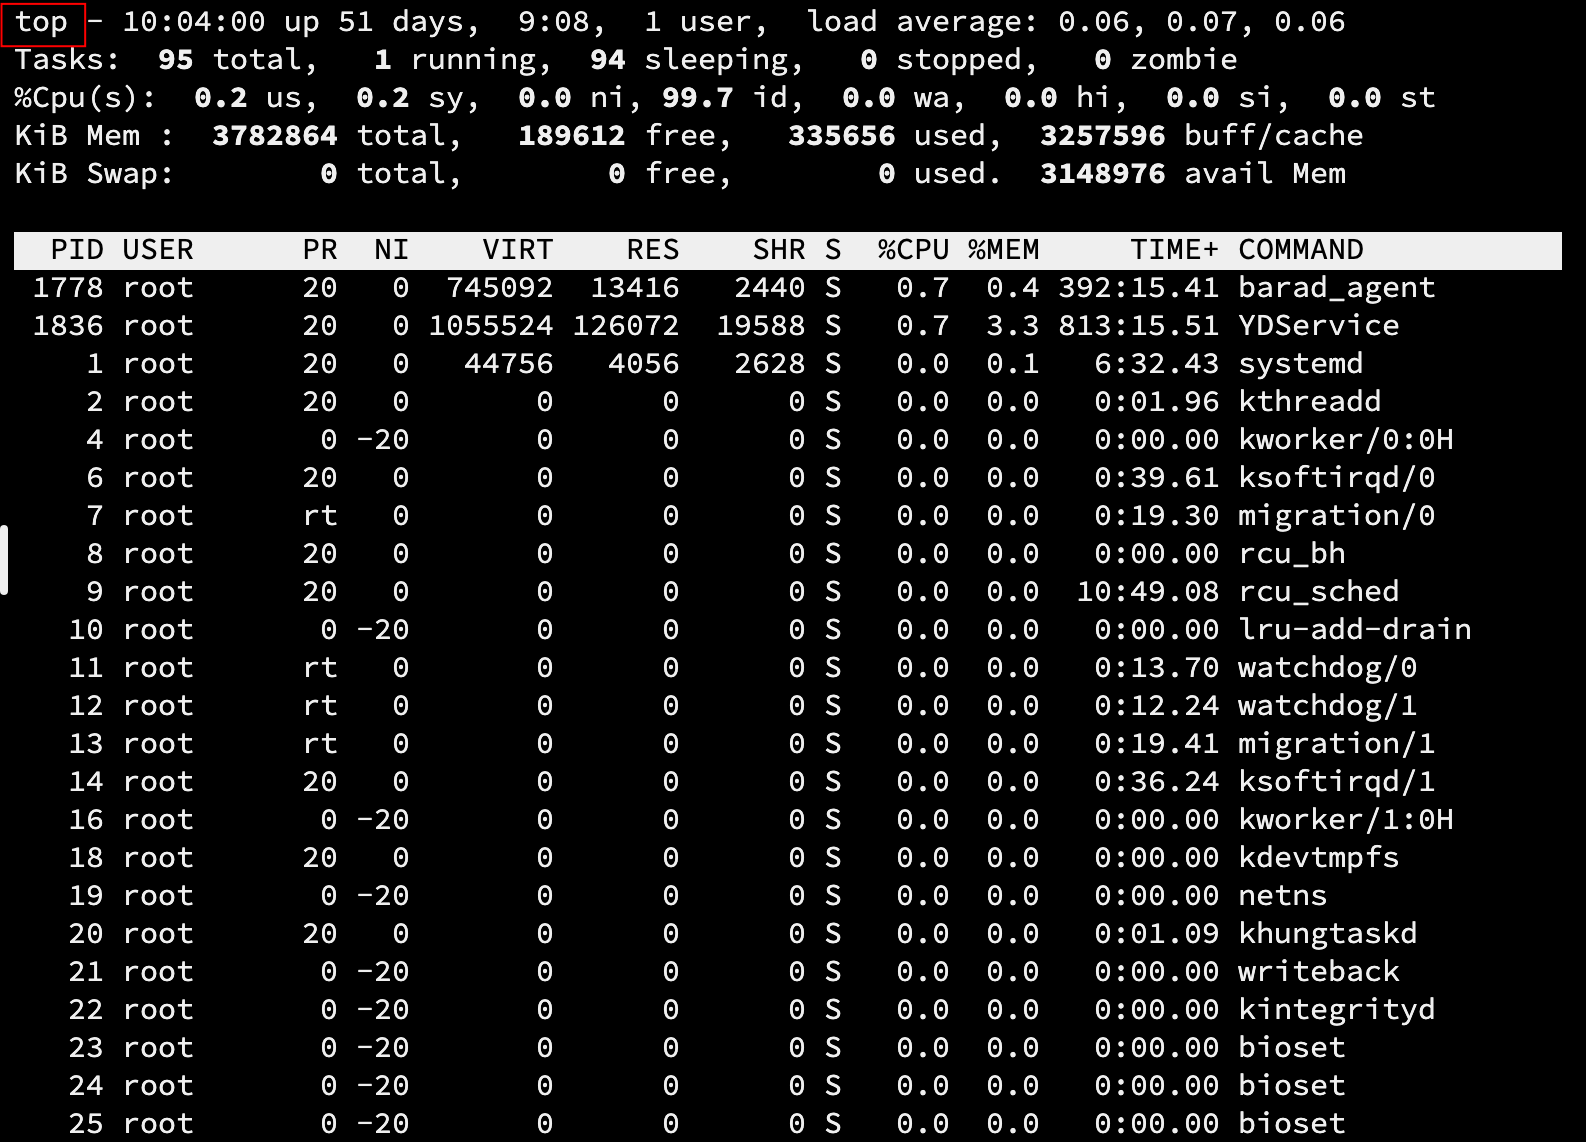 top - 10:04:00 up 51 days,  9:08,  1 user,  load average: 0.06, 0.07, 0.06
Tasks:  95 total,   1 running,  94 sleeping,   0 stopped,   0 zombie
%Cpu(s):  0.2 us,  0.2 sy,  0.0 ni, 99.7 id,  0.0 wa,  0.0 hi,  0.0 si,  0.0 st
KiB Mem :  3782864 total,   189612 free,   335656 used,  3257596 buff/cache
KiB Swap:        0 total,        0 free,        0 used.  3148976 avail Mem
  PID USER      PR  NI    VIRT    RES    SHR S  %CPU %MEM     TIME+ COMMAND
 1778 root      20   0  745092  13416   2440 S   0.7  0.4 392:15.41 barad_agent
 1836 root      20   0 1055524 126072  19588 S   0.7  3.3 813:15.51 YDService
    1 root      20   0   44756   4056   2628 S   0.0  0.1   6:32.43 systemd
    2 root      20   0       0      0      0 S   0.0  0.0   0:01.96 kthreadd
    4 root       0 -20       0      0      0 S   0.0  0.0   0:00.00 kworker/0:0H
    6 root      20   0       0      0      0 S   0.0  0.0   0:39.61 ksoftirqd/0
    7 root      rt   0       0      0      0 S   0.0  0.0   0:19.30 migration/0
    8 root      20   0       0      0      0 S   0.0  0.0   0:00.00 rcu_bh
    9 root      20   0       0      0      0 S   0.0  0.0  10:49.08 rcu_sched
   10 root       0 -20       0      0      0 S   0.0  0.0   0:00.00 lru-add-drain
   11 root      rt   0       0      0      0 S   0.0  0.0   0:13.70 watchdog/0
   12 root      rt   0       0      0      0 S   0.0  0.0   0:12.24 watchdog/1
   13 root      rt   0       0      0      0 S   0.0  0.0   0:19.41 migration/1
   14 root      20   0       0      0      0 S   0.0  0.0   0:36.24 ksoftirqd/1
   16 root       0 -20       0      0      0 S   0.0  0.0   0:00.00 kworker/1:0H
   18 root      20   0       0      0      0 S   0.0  0.0   0:00.00 kdevtmpfs
   19 root       0 -20       0      0      0 S   0.0  0.0   0:00.00 netns
   20 root      20   0       0      0      0 S   0.0  0.0   0:01.09 khungtaskd
   21 root       0 -20       0      0      0 S   0.0  0.0   0:00.00 writeback
   22 root       0 -20       0      0      0 S   0.0  0.0   0:00.00 kintegrityd
   23 root       0 -20       0      0      0 S   0.0  0.0   0:00.00 bioset
   24 root       0 -20       0      0      0 S   0.0  0.0   0:00.00 bioset
   25 root       0 -20       0      0      0 S   0.0  0.0   0:00.00 bioset